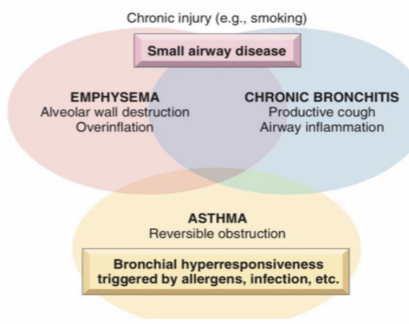 Chronic injury (e.g., smoking)
Small airway disease
EMPHYSEMA
Alveolar wall destruction
Overinflation
CHRONIC BRONCHITIS
Productive cough
Airway inflammation
ASTHMA
Reversible obstruction
Bronchial hyperresponsiveness
triggered by allergens, infection, etc.